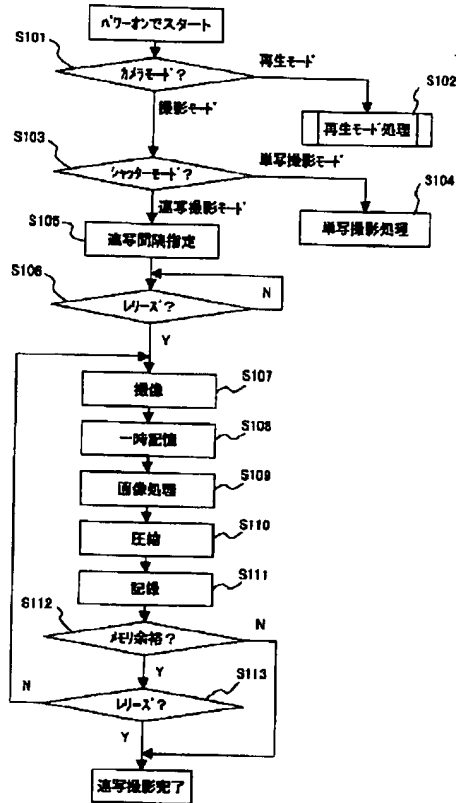 パワーオンでスタート
S101
カメラモード?
再生モード
S102
再生モード処理
撮影モード
S103
シャッターモード?
単写撮影モード
S104
単写撮影処理
連写撮影モード
S105
連写間隔指定
S106
レリーズ?
N
Y
S107
撮像
S108
一時記憶
S109
画像処理
S110
圧縮
S111
記録
S112
メモリ余裕?
N
Y
S113
N
レリーズ?
Y
連写撮影完了